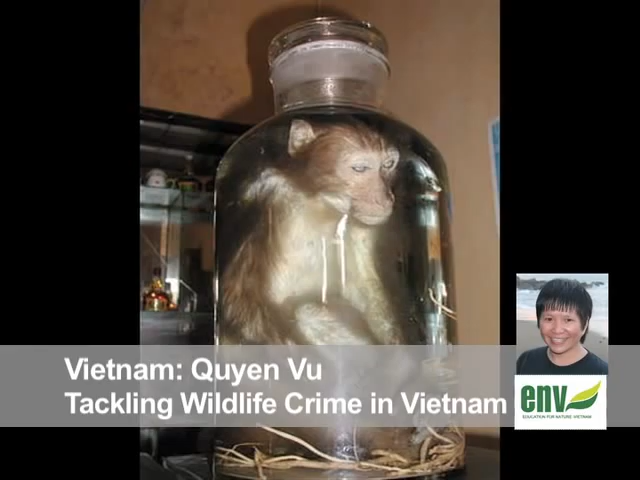 Vietnam: Quyen Vu
Tackling Wildlife Crime in Vietnam
env
EDUCATION FOR NATURE VIETNAM